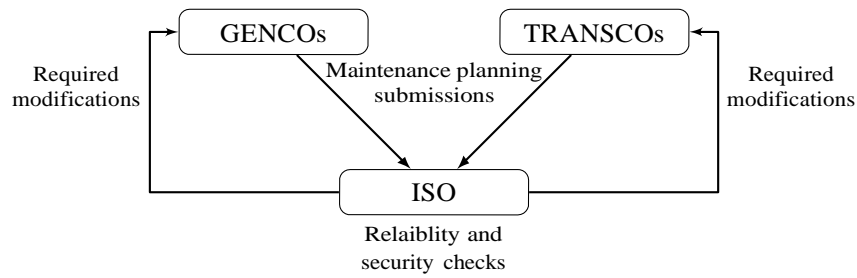 GENCOs
TRANSCOs
Required
modifications
Maintenance planning
submissions
Required
modifications
ISO
Relaiblity and
security checks